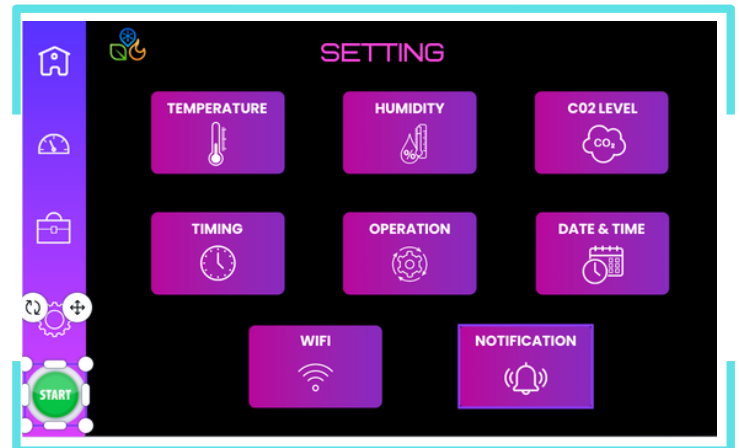 SETTING
TEMPERATURE
HUMIDITY
%
C02 LEVEL
CO₂
TIMING
OPERATION
DATE & TIME
WIFI
NOTIFICATION
START